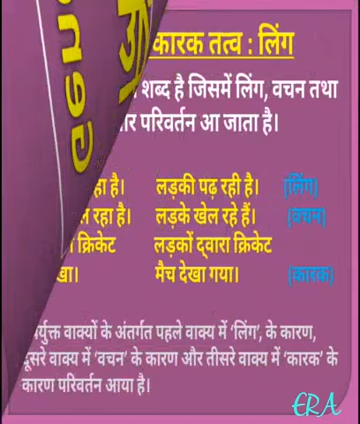 कारक तत्व : लिंग
शब्द है जिसमें लिंग, वचन तथा
परिवर्तन आ जाता है।
है। लड़की पढ़ रही है। (लिंग)
रहा है। लड़के खेल रहे हैं। (वचन)
क्रिकेट लड़कों द्वारा क्रिकेट
मैच देखा गया। (कारक)
वाक्यों के अंतर्गत पहले वाक्य में 'लिंग', के कारण,
दूसरे वाक्य में 'वचन' के कारण और तीसरे वाक्य में 'कारक' के
कारण परिवर्तन आया है।
ERA